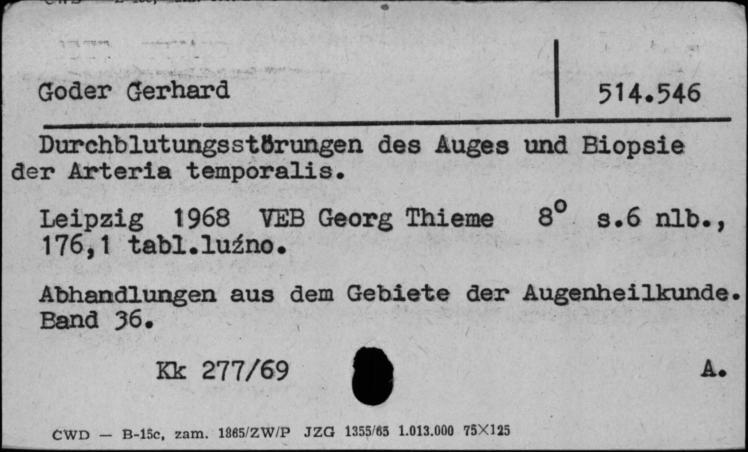 Goder Gerhard 514.546
Durchblutungsstörungen des Auges und Biopsie
der Arteria temporalis.
Leipzig 1968 VEB Georg Thieme 8° s.6 nlb.,
176,1 tabl.luźno.
Abhandlungen aus dem Gebiete der Augenheilkunde.
Band 36.
Kk 277/69 A.
CWD — B-15c, zam. 1865/ZW/P JZG 1355/65 1.013.000 75×125